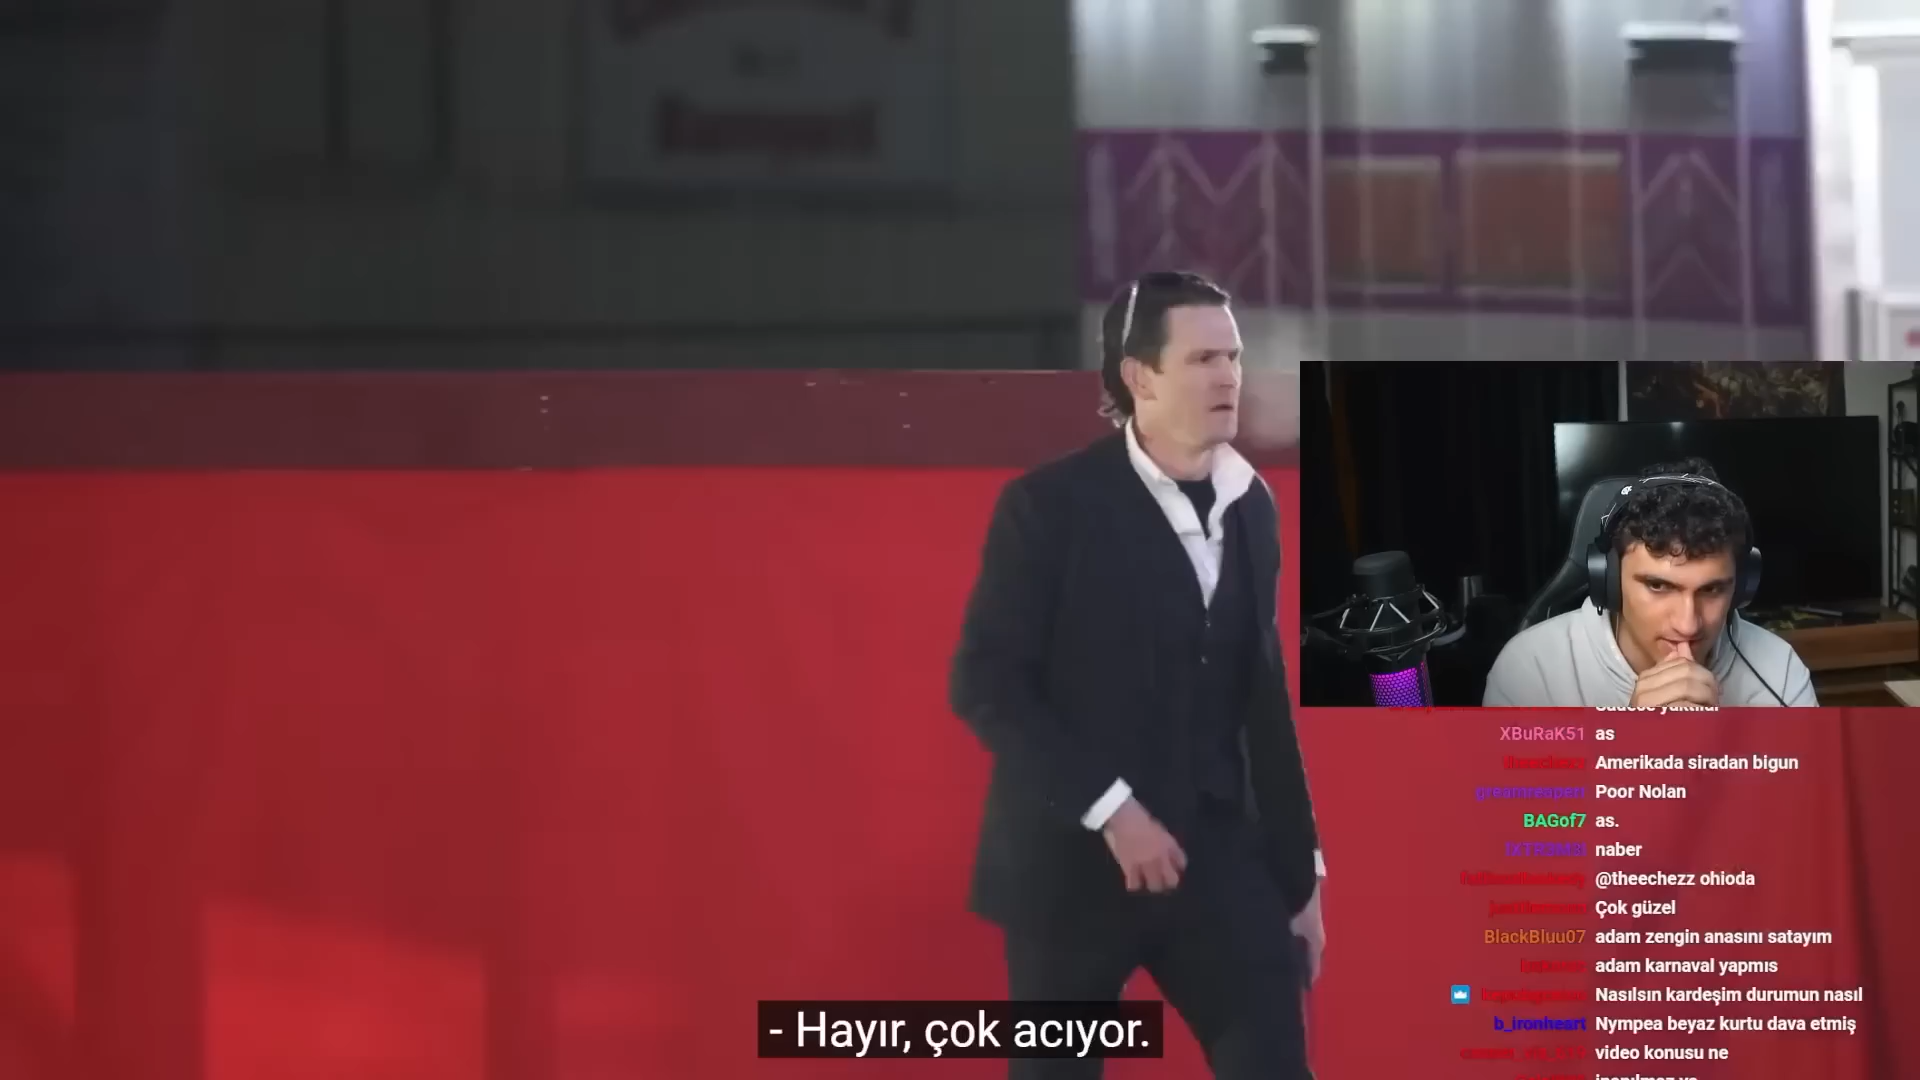 XBuRaK51 as
Amerikada siradan bigun
Poor Nolan
BAGof7 as.
naber
@theechezz ohioda
Çok güzel
BlackBluu07 adam zengin anasını satayım
adam karnaval yapmıs
Nasılsın kardeşim durumun nasıl
b_ironheart Nympea beyaz kurtu dava etmiş
video konusu ne
- Hayır, çok acıyor.